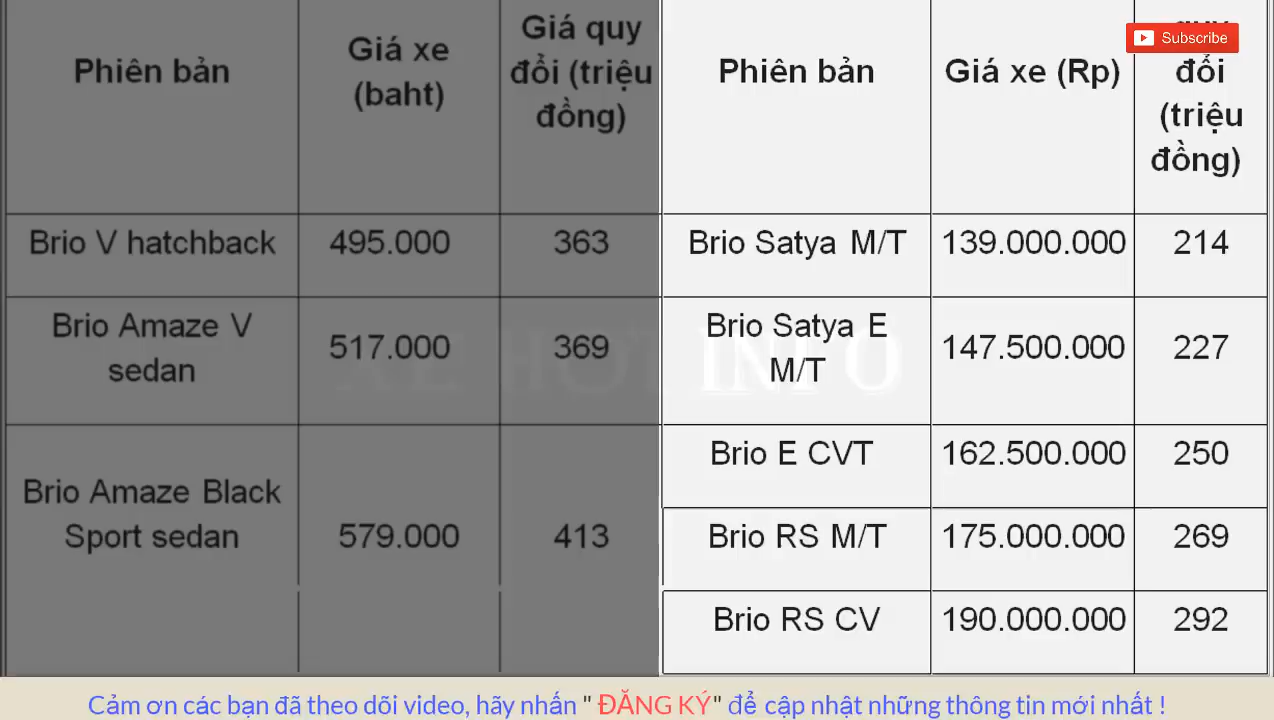 Phiên bản
Giá xe
(baht)
Giá quy
đổi (triệu
đồng)
Brio V hatchback 495.000 363
Brio Amaze V
sedan
517.000 369
Brio Amaze Black
Sport sedan
579.000 413
Phiên bản
Giá xe (Rp)
quy
đổi
(triệu
đồng)
Subscribe
Brio Satya M/T 139.000.000 214
Brio Satya E
M/T
147.500.000 227
Brio E CVT 162.500.000 250
Brio RS M/T 175.000.000 269
Brio RS CV 190.000.000 292
XE HƠI INFO
Cảm ơn các bạn đã theo dõi video, hãy nhấn " ĐĂNG KÝ" để cập nhật những thông tin mới nhất !